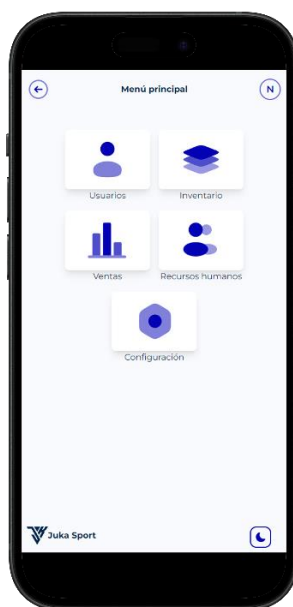 Menú principal
N
Usuarios
Inventario
Ventas
Recursos humanos
Configuración
Juka Sport